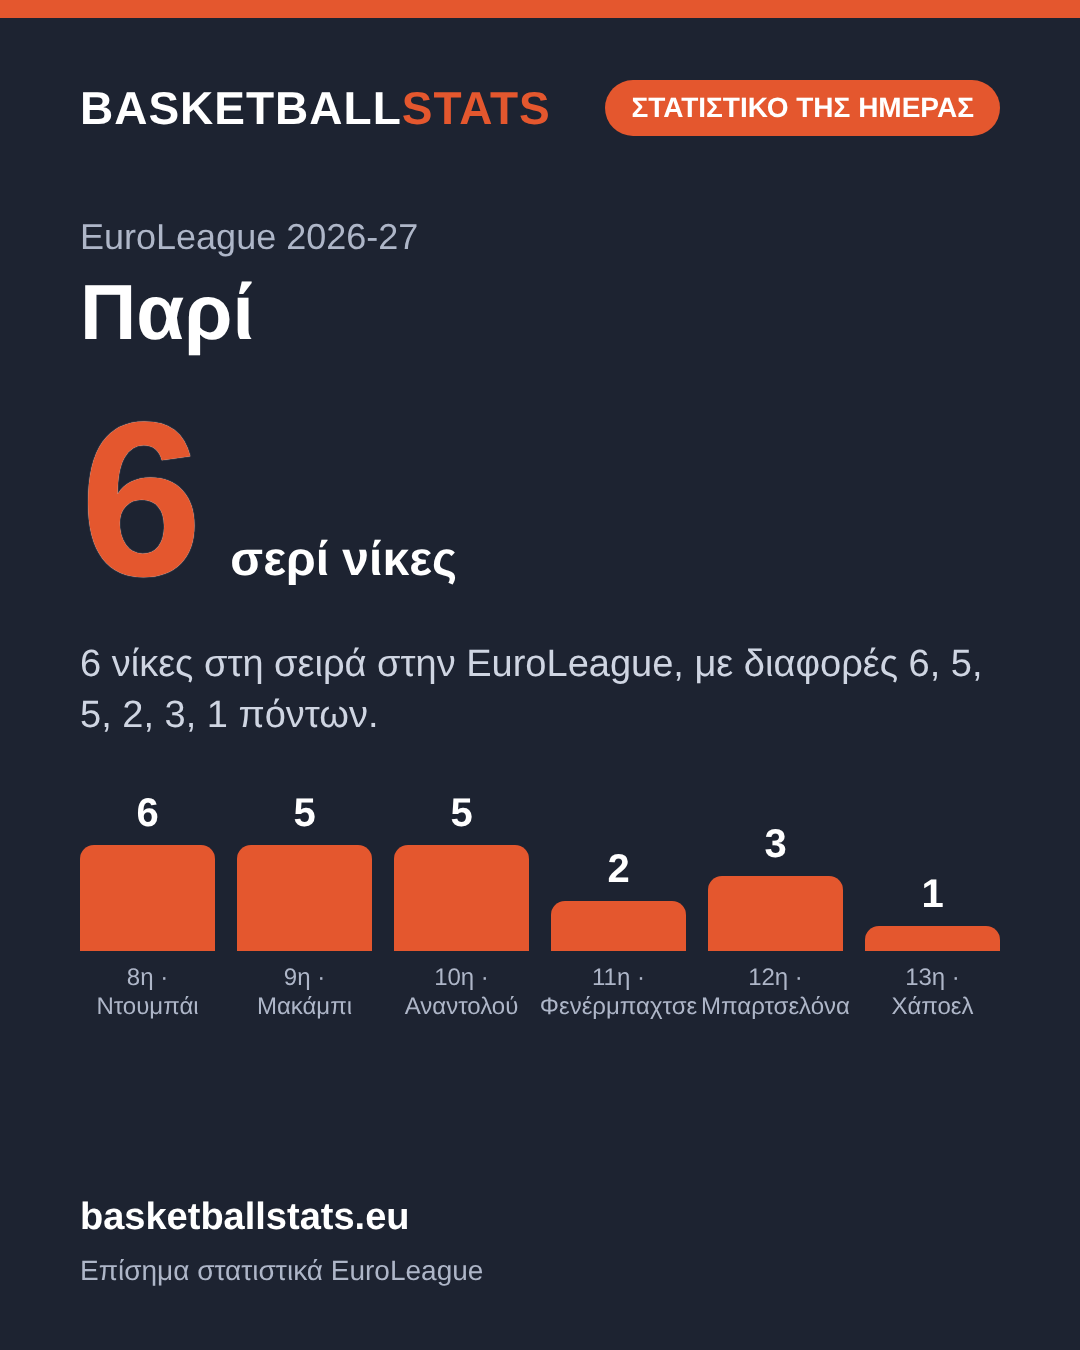 BASKETBALLSTATS
ΣΤΑΤΙΣΤΙΚΟ ΤΗΣ ΗΜΕΡΑΣ
EuroLeague 2026-27
Παρί
6 σερί νίκες
6 νίκες στη σειρά στην EuroLeague, με διαφορές 6, 5,
5, 2, 3, 1 πόντων.
6 5 5 2 3 1
8η · 9η · 10η · 11η · 12η · 13η ·
Ντουμπάι Μακάμπι Αναντολού Φενέρμπαχτσε Μπαρτσελόνα Χάποελ
basketballstats.eu
Επίσημα στατιστικά EuroLeague